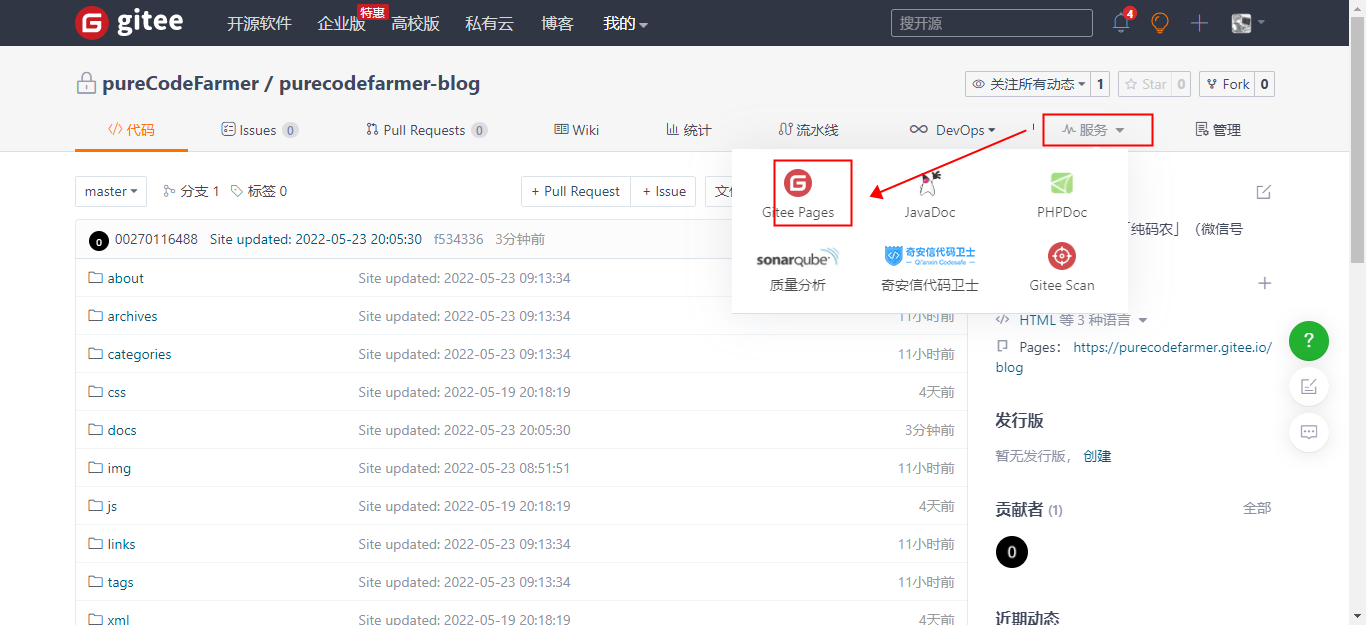 gitee 开源软件 企业版 特惠 高校版 私有云 博客 我的 搜开源 4
pureCodeFarmer / purecodefarmer-blog 关注所有动态 1 Star 0 Fork 0
代码 Issues 0 Pull Requests 0 Wiki 统计 流水线 DevOps 服务 管理
master 分支 1 标签 0 + Pull Request + Issue
Gitee Pages JavaDoc PHPDoc
sonarqube 奇安信代码卫士 Qi'anxin Codesafe
质量分析 奇安信代码卫士 Gitee Scan
「纯码农」（微信号
0 00270116488 Site updated: 2022-05-23 20:05:30 f534336 3分钟前
about Site updated: 2022-05-23 09:13:34
archives Site updated: 2022-05-23 09:13:34 11小时前
categories Site updated: 2022-05-23 09:13:34 11小时前
css Site updated: 2022-05-19 20:18:19 4天前
docs Site updated: 2022-05-23 20:05:30 3分钟前
img Site updated: 2022-05-23 08:51:51 11小时前
js Site updated: 2022-05-19 20:18:19 4天前
links Site updated: 2022-05-23 09:13:34 11小时前
tags Site updated: 2022-05-23 09:13:34 11小时前
xml Site updated: 2022-05-19 20:18:19 4天前
HTML 等 3 种语言
Pages： https://purecodefarmer.gitee.io/
blog
发行版
暂无发行版， 创建
贡献者 (1) 全部
0
近期动态
?